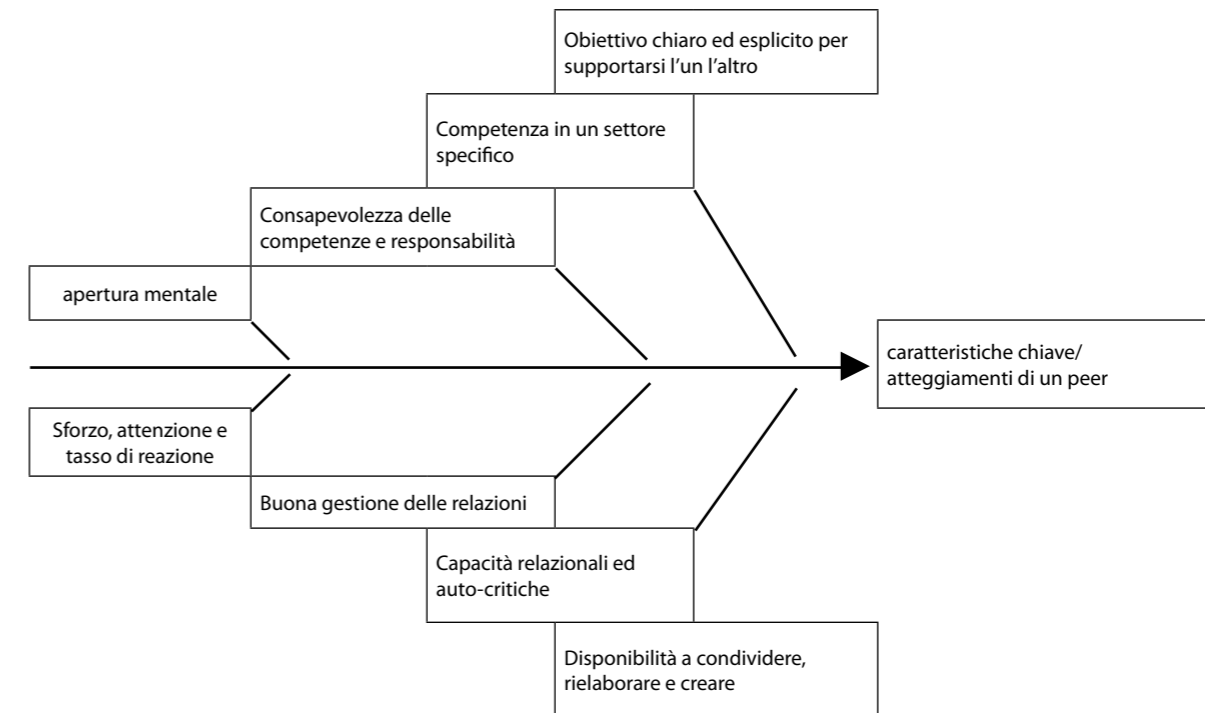 Obiettivo chiaro ed esplicito per
supportarsi l'un l'altro
Competenza in un settore
specifico
Consapevolezza delle
competenze e responsabilità
apertura mentale
caratteristiche chiave/
atteggiamenti di un peer
Sforzo, attenzione e
tasso di reazione
Buona gestione delle relazioni
Capacità relazionali ed
auto-critiche
Disponibilità a condividere,
rielaborare e creare